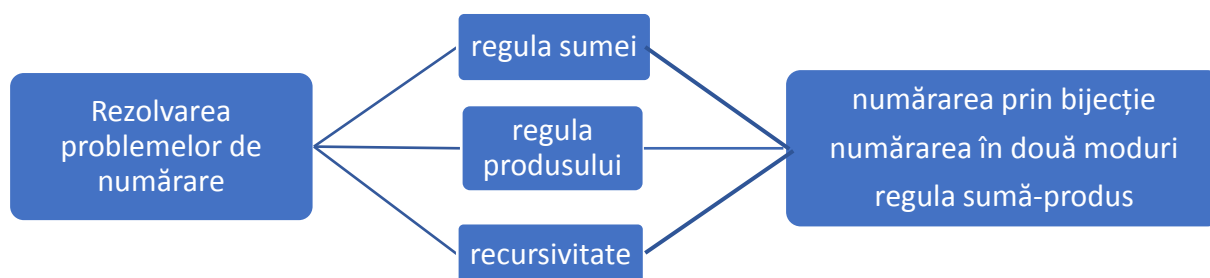 Rezolvarea
problemelor de
numărare
regula sumei
regula
produsului
recursivitate
numărarea prin bijecție
numărarea în două moduri
regula sumă-produs